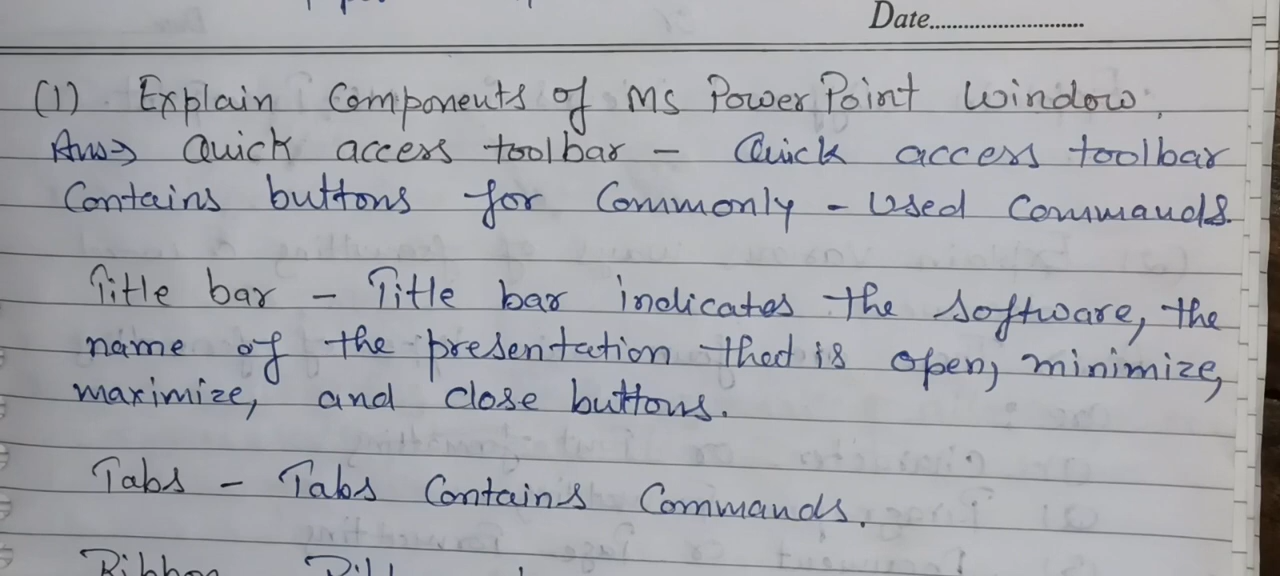 Date..........................
(1) Explain Components of MS PowerPoint Window.
Ans→ Quick access toolbar - Quick access toolbar
Contains buttons for Commonly - Used Commands.
Title bar - Title bar indicates the software, the
name of the presentation that is open, minimize,
maximize, and close buttons.
Tabs - Tabs Contains Commands.
Ribbon